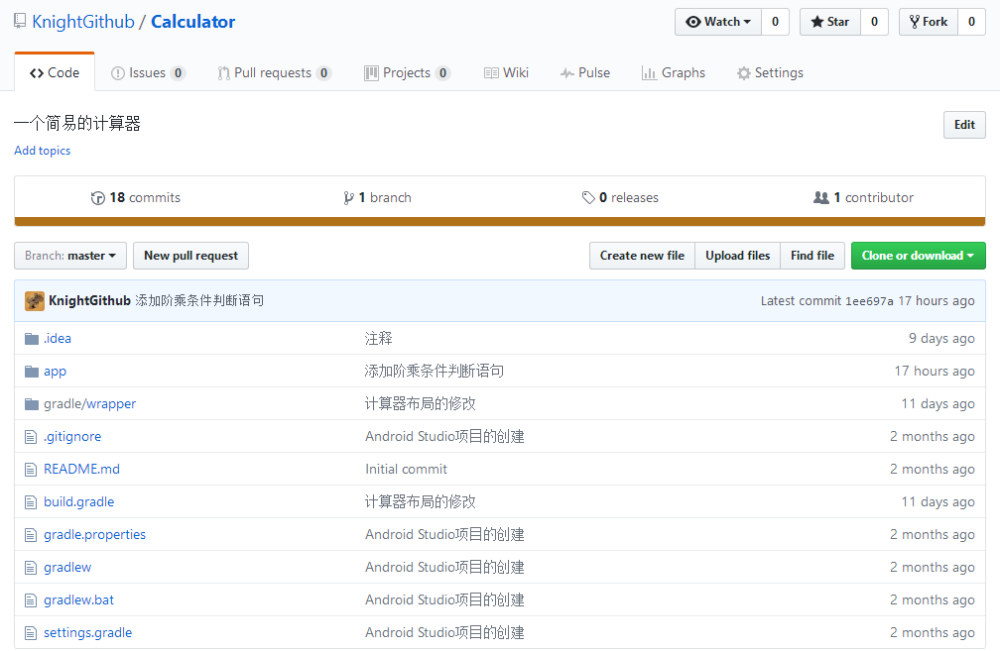 KnightGithub / Calculator Watch 0 Star 0 Fork 0
Code Issues 0 Pull requests 0 Projects 0 Wiki Pulse Graphs Settings
一个简易的计算器 Edit
Add topics
18 commits 1 branch 0 releases 1 contributor
Branch: master New pull request Create new file Upload files Find file Clone or download
KnightGithub 添加阶乘条件判断语句 Latest commit 1ee697a 17 hours ago
.idea 注释 9 days ago
app 添加阶乘条件判断语句 17 hours ago
gradle/wrapper 计算器布局的修改 11 days ago
.gitignore Android Studio项目的创建 2 months ago
README.md Initial commit 2 months ago
build.gradle 计算器布局的修改 11 days ago
gradle.properties Android Studio项目的创建 2 months ago
gradlew Android Studio项目的创建 2 months ago
gradlew.bat Android Studio项目的创建 2 months ago
settings.gradle Android Studio项目的创建 2 months ago